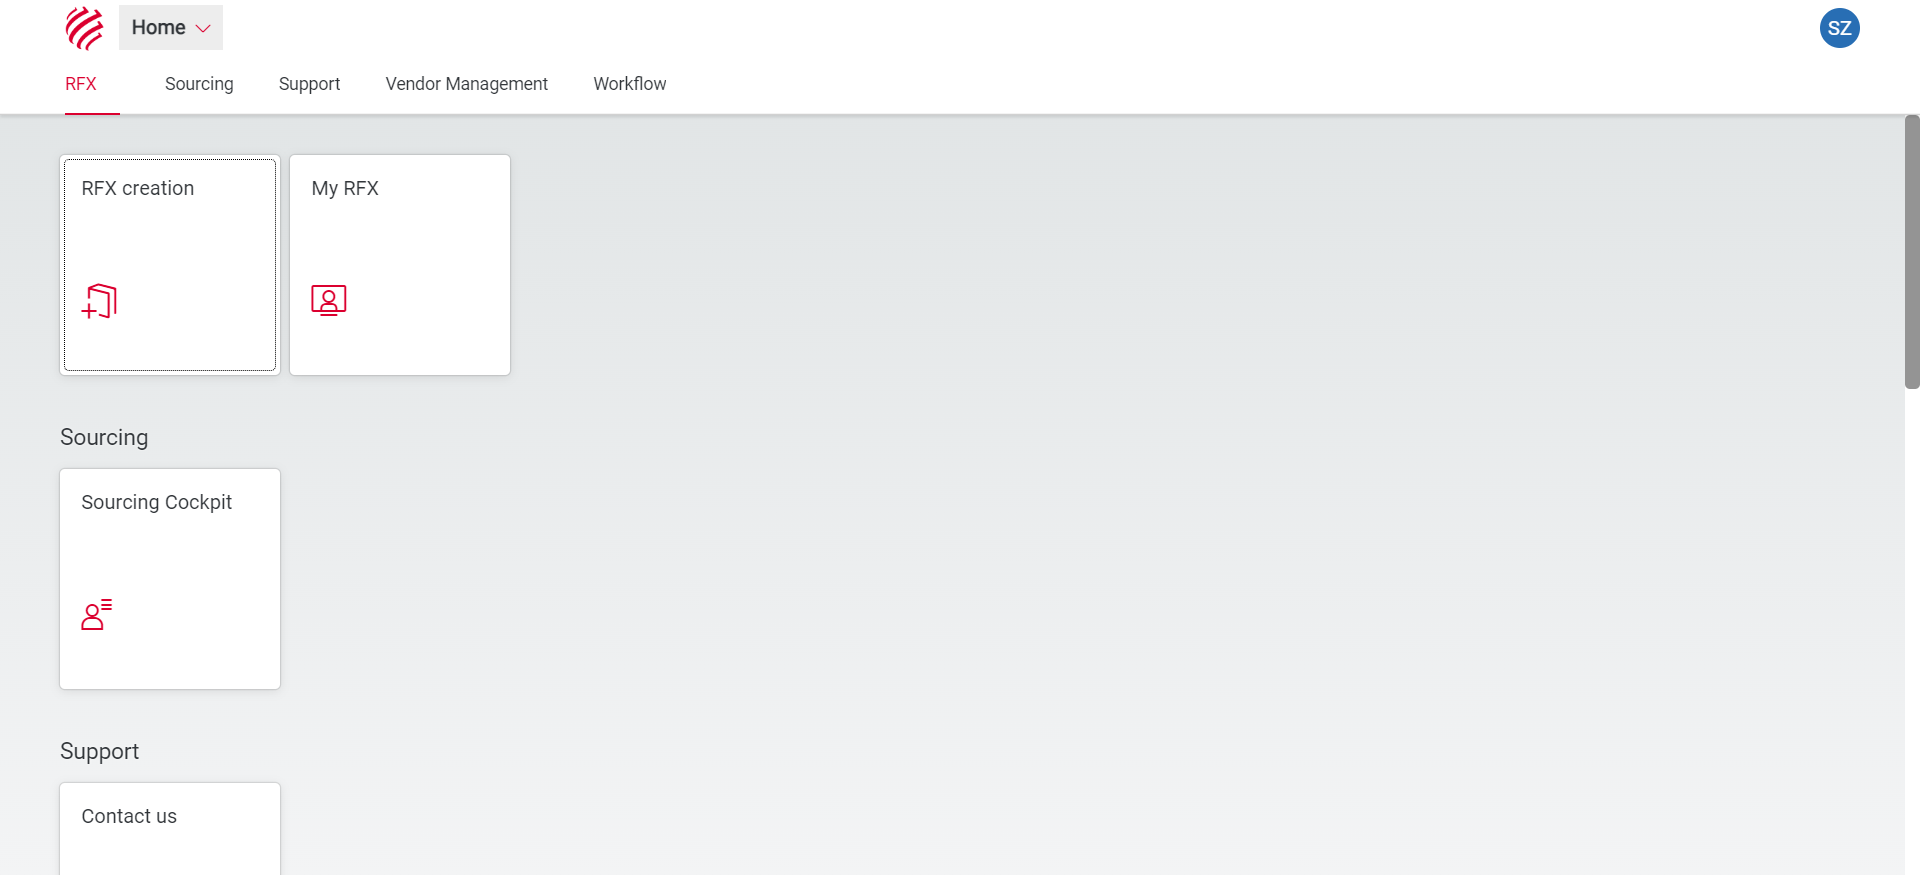 Home
SZ
RFX
Sourcing
Support
Vendor Management
Workflow
RFX creation
My RFX
Sourcing
Sourcing Cockpit
Support
Contact us